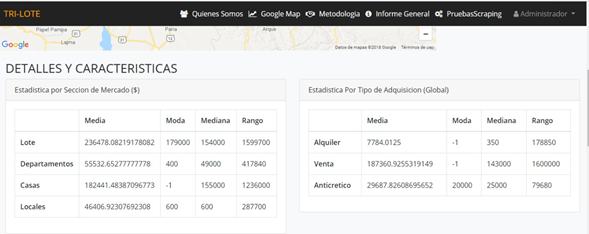 TRI-LOTE Quienes Somos Google Map Metodologia Informe General PruebasScraping Administrador
Papel Pampa Lajma 21 31 Paria 12 Arque
Google Datos de mapas ©2018 Google Términos de uso
DETALLES Y CARACTERISTICAS
Estadistica por Seccion de Mercado ($)
Media Moda Mediana Rango
Lote 236478.08219178082 179000 154000 1599700
Departamentos 55532.65277777778 400 49000 417840
Casas 182441.48387096773 -1 155000 1236000
Locales 46406.92307692308 600 600 287700
Estadistica Por Tipo de Adquisicion (Global)
Media Moda Mediana Rango
Alquiler 7784.0125 -1 350 178850
Venta 187360.9255319149 -1 143000 1600000
Anticretico 29687.82608695652 20000 25000 79680